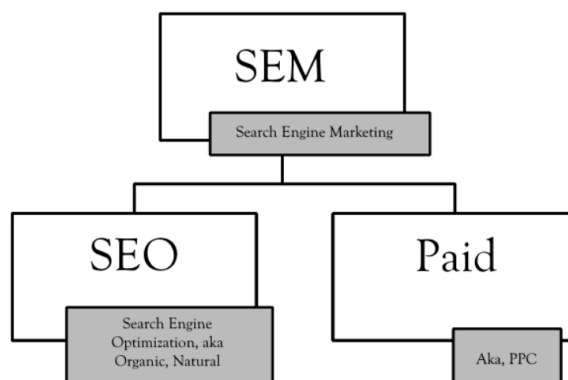 SEM
Search Engine Marketing
SEO
Search Engine
Optimization, aka
Organic, Natural
Paid
Aka, PPC